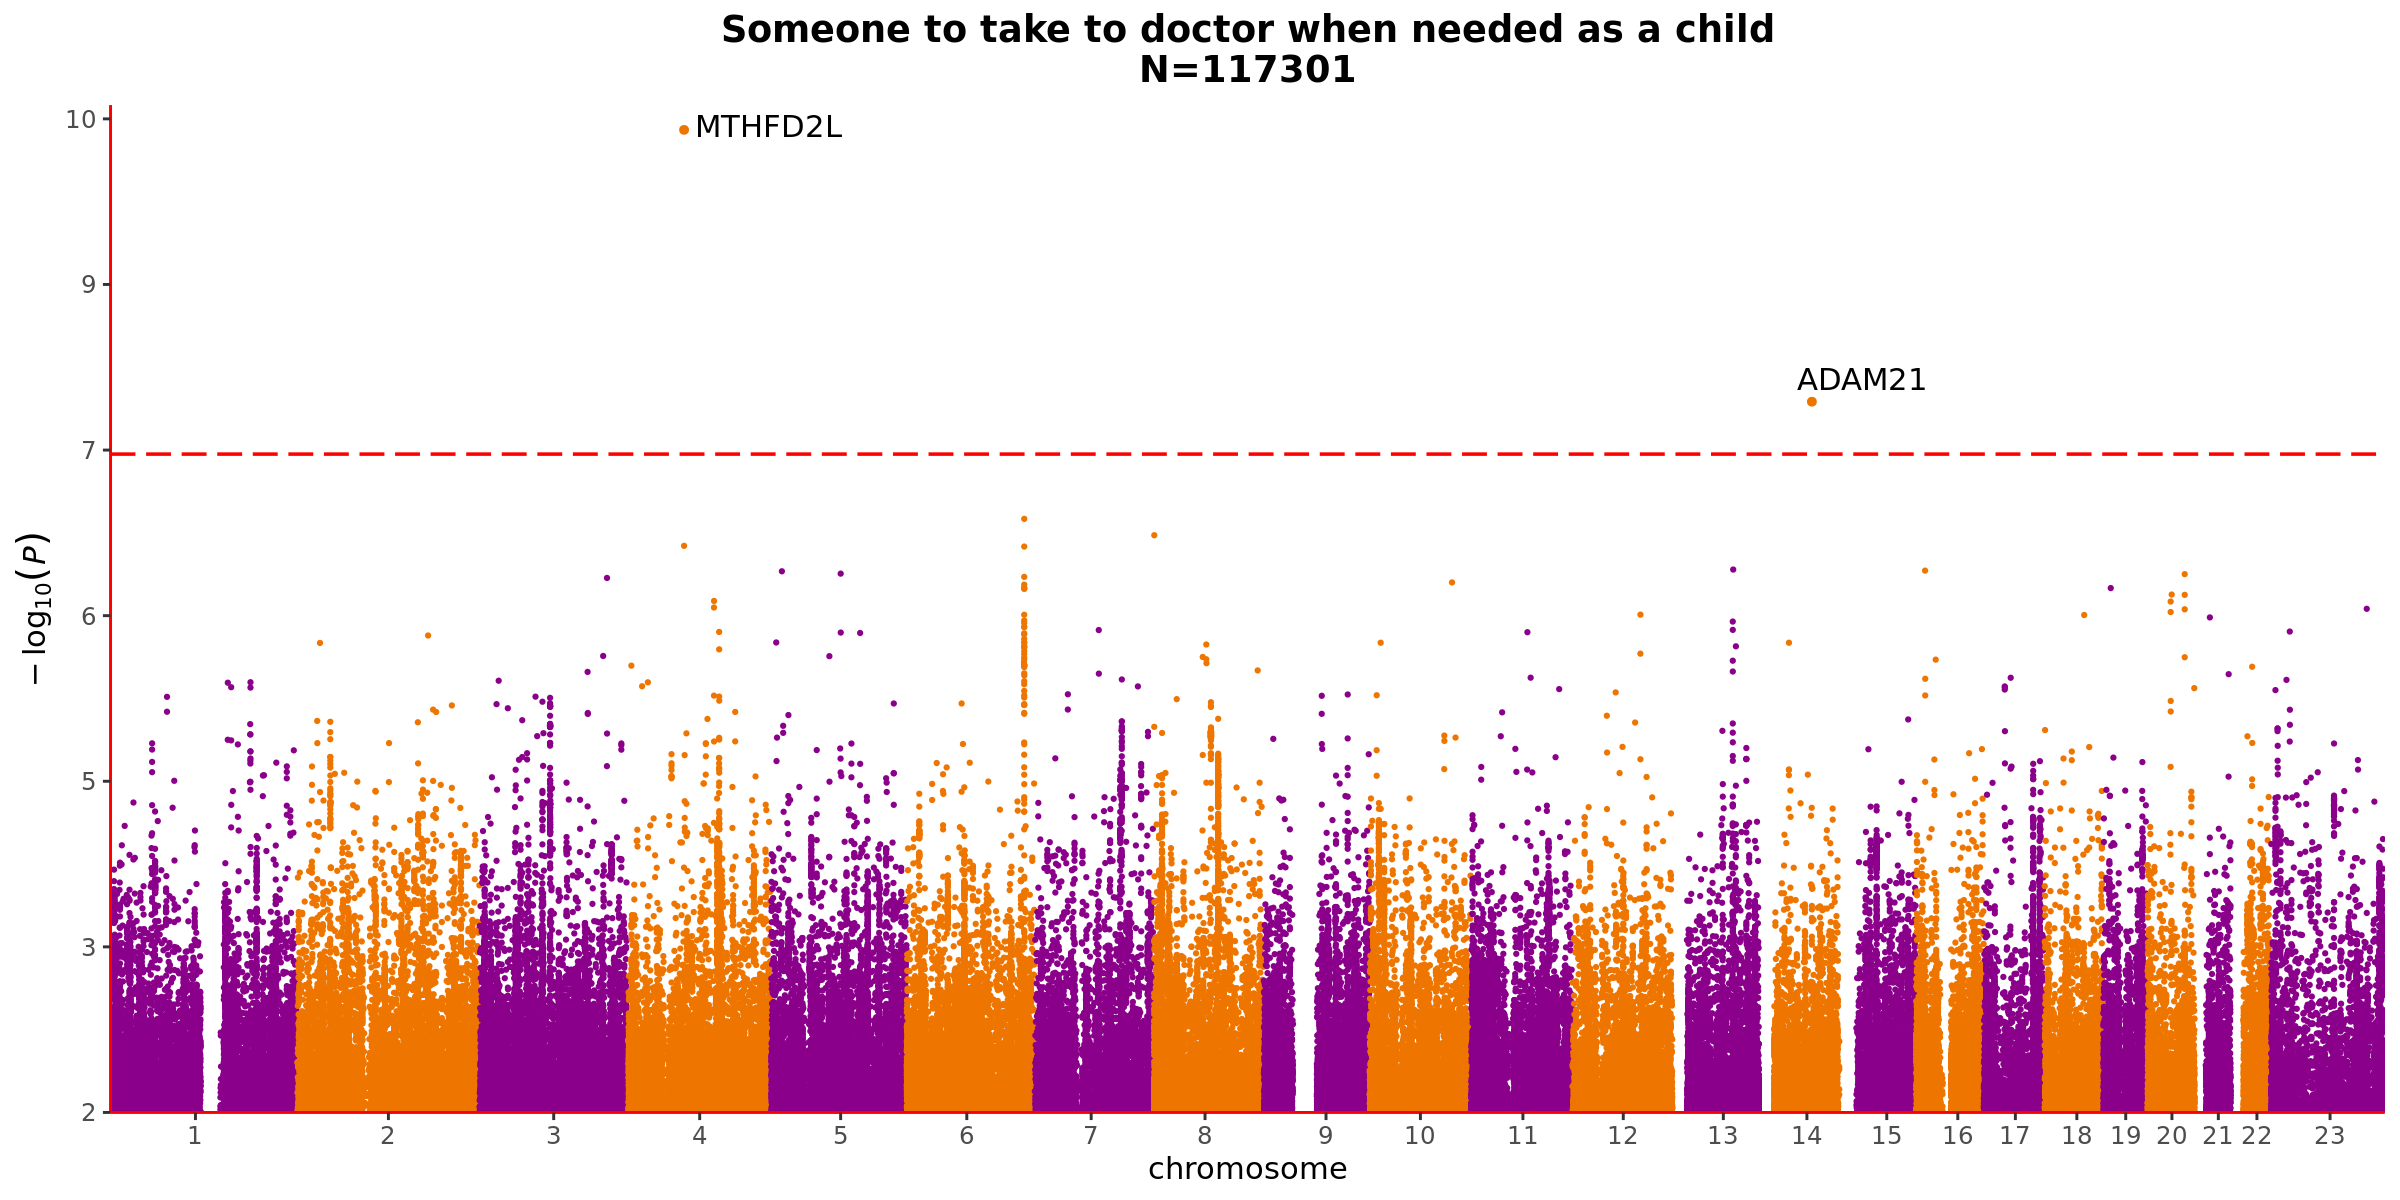 Someone to take to doctor when needed as a child
N=117301
10
MTHFD2L
9
ADAM21
7
6
5
3
2
− log10(P)
1 2 3 4 5 6 7 8 9 10 11 12 13 14 15 16 17 18 19 20 21 22 23
chromosome